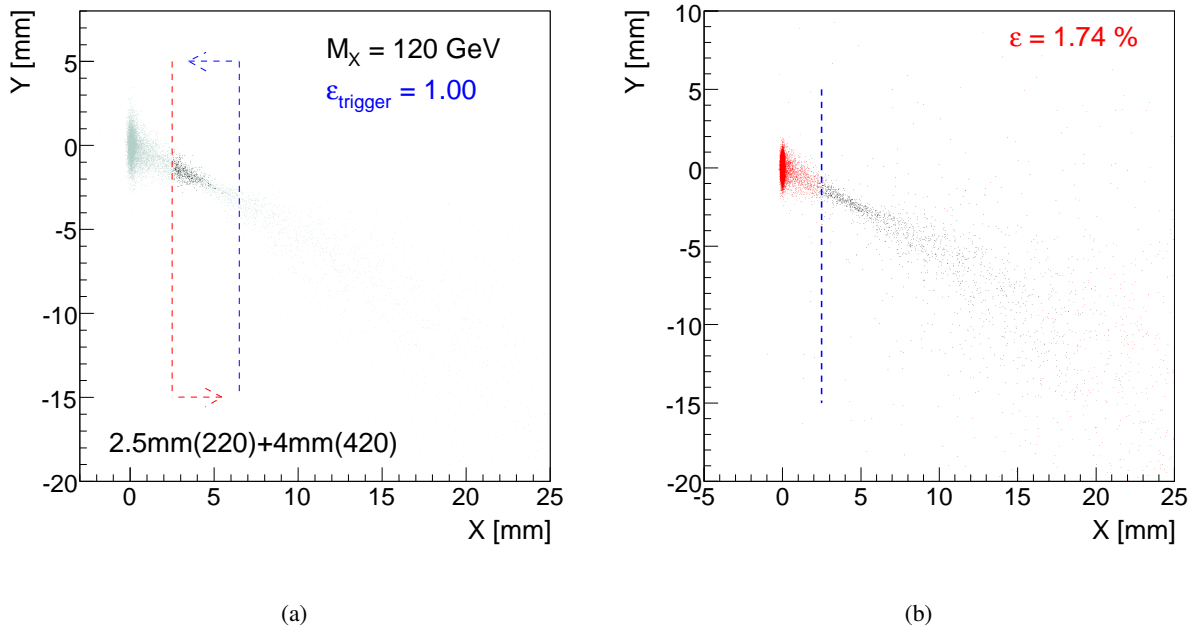 Y [mm]
5
0
-5
-10
-15
-20
M_X = 120 GeV
ε_trigger = 1.00
2.5mm(220)+4mm(420)
0 5 10 15 20 25
X [mm]
(a)
Y [mm]
10
5
0
-5
-10
-15
-20
ε = 1.74 %
-5 0 5 10 15 20 25
X [mm]
(b)